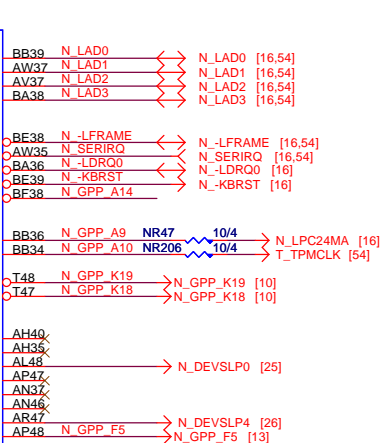 BB39 N_LAD0 N_LAD0 [16,54]
AW37 N_LAD1 N_LAD1 [16,54]
AV37 N_LAD2 N_LAD2 [16,54]
BA38 N_LAD3 N_LAD3 [16,54]
BE38 N_-LFRAME N_-LFRAME [16,54]
AW35 N_SERIRQ N_SERIRQ [16,54]
BA36 N_-LDRQ0 N_-LDRQ0 [16]
BE39 N_-KBRST N_-KBRST [16]
BF38 N_GPP_A14
BB36 N_GPP_A9 NR47 10/4 N_LPC24MA [16]
BB34 N_GPP_A10 NR206 10/4 T_TPMCLK [54]
T48 N_GPP_K19 N_GPP_K19 [10]
T47 N_GPP_K18 N_GPP_K18 [10]
AH40
AH35
AL48 N_DEVSLP0 [25]
AP47
AN37
AN46
AR47 N_DEVSLP4 [26]
AP48 N_GPP_F5 N_GPP_F5 [13]